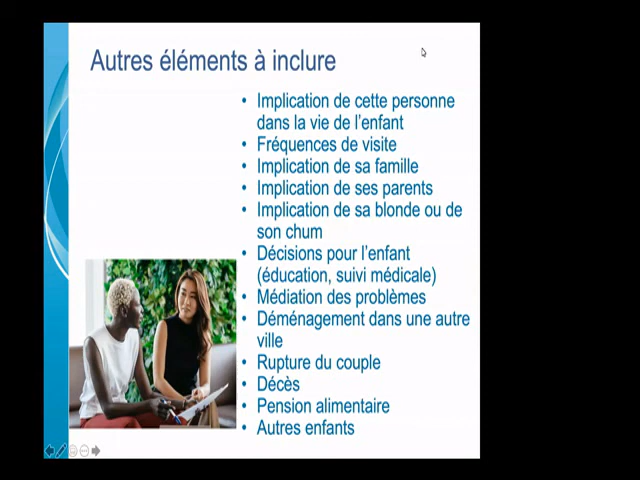 Autres éléments à inclure
• Implication de cette personne
dans la vie de l'enfant
• Fréquences de visite
• Implication de sa famille
• Implication de ses parents
• Implication de sa blonde ou de
son chum
• Décisions pour l'enfant
(éducation, suivi médicale)
• Médiation des problèmes
• Déménagement dans une autre
ville
• Rupture du couple
• Décès
• Pension alimentaire
• Autres enfants